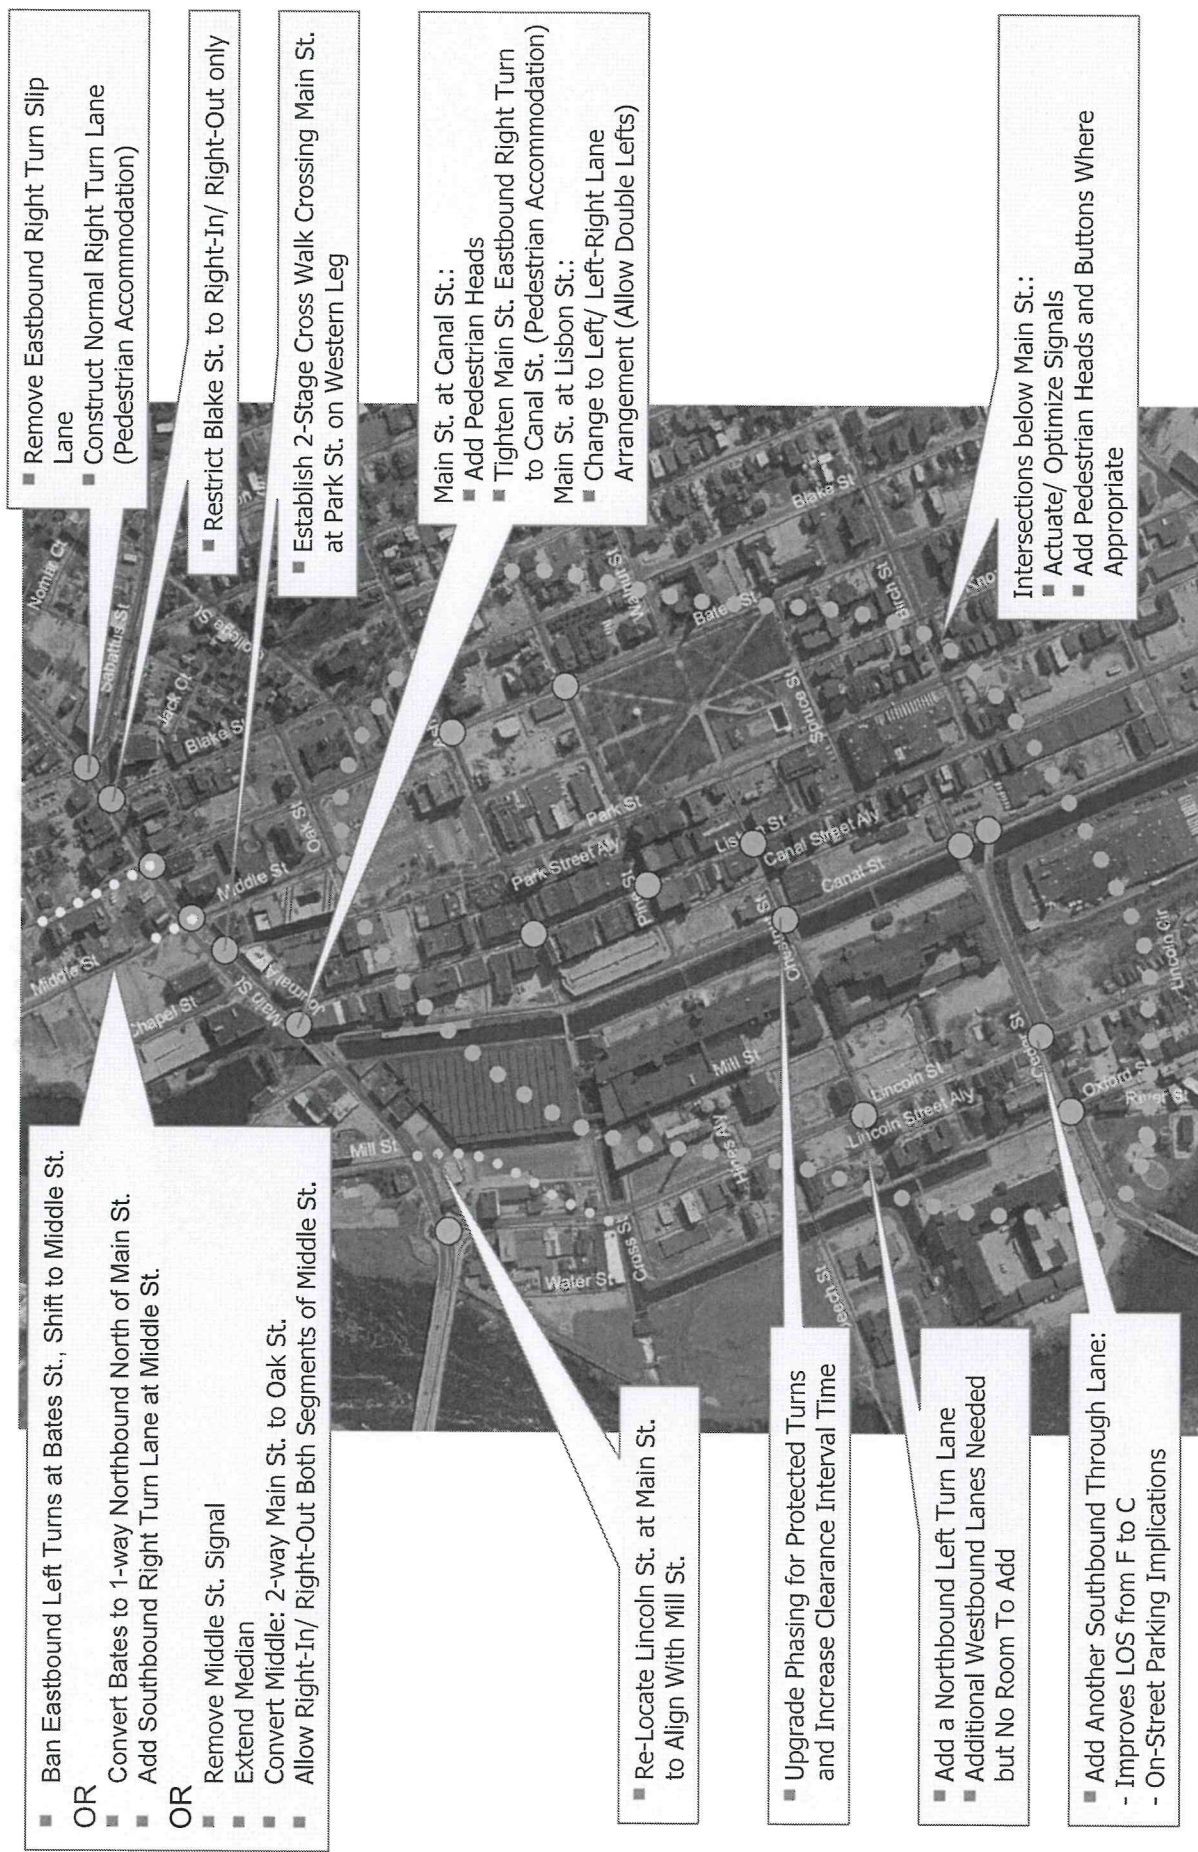 ■ Ban Eastbound Left Turns at Bates St., Shift to Middle St.
OR
■ Convert Bates to 1-way Northbound North of Main St.
■ Add Southbound Right Turn Lane at Middle St.
OR
■ Remove Middle St. Signal
■ Extend Median
■ Convert Middle: 2-way Main St. to Oak St.
■ Allow Right-In/ Right-Out Both Segments of Middle St.
■ Re-Locate Lincoln St. at Main St.
to Align With Mill St.
■ Upgrade Phasing for Protected Turns
and Increase Clearance Interval Time
■ Add a Northbound Left Turn Lane
■ Additional Westbound Lanes Needed
but No Room To Add
■ Add Another Southbound Through Lane:
- Improves LOS from F to C
- On-Street Parking Implications
■ Remove Eastbound Right Turn Slip
Lane
■ Construct Normal Right Turn Lane
(Pedestrian Accommodation)
■ Restrict Blake St. to Right-In/ Right-Out only
■ Establish 2-Stage Cross Walk Crossing Main St.
at Park St. on Western Leg
Main St. at Canal St.:
■ Add Pedestrian Heads
■ Tighten Main St. Eastbound Right Turn
to Canal St. (Pedestrian Accommodation)
Main St. at Lisbon St.:
■ Change to Left/ Left-Right Lane
Arrangement (Allow Double Lefts)
Intersections below Main St.:
■ Actuate/ Optimize Signals
■ Add Pedestrian Heads and Buttons Where
Appropriate
Middle St
Chapel St
Main St
Mill St
Water St
Cross St
Middle St
Oak St
Blake St
Jack Ct
Sabattus St
Park St
Park Street Aly
Canal Street Aly
Canal St
Chestnut St
Mill St
Hines Aly
Lincoln St
Lincoln Street Aly
Cedar St
Oxford St
River St
Lincoln Cir
Spruce St
Birch St
Bates St
Walnut St
Blake St